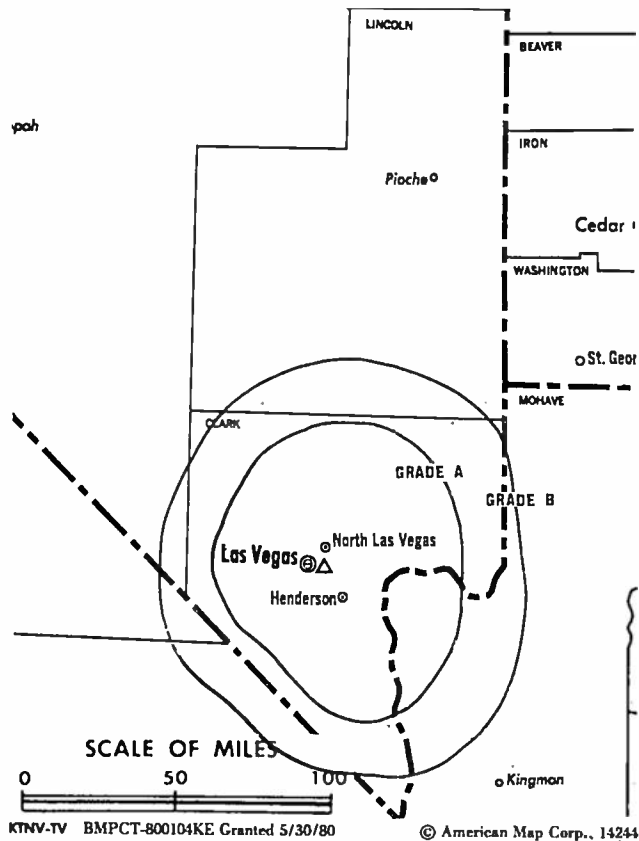 LINCOLN
BEAVER
pah
IRON
Pioche
Cedar
WASHINGTON
St. Geor
MOHAVE
CLARK
GRADE A
GRADE B
North Las Vegas
Las Vegas
Henderson
SCALE OF MILES
0 50 100
Kingman
KTNV-TV BMPCT-800104KE Granted 5/30/80
© American Map Corp., 14244